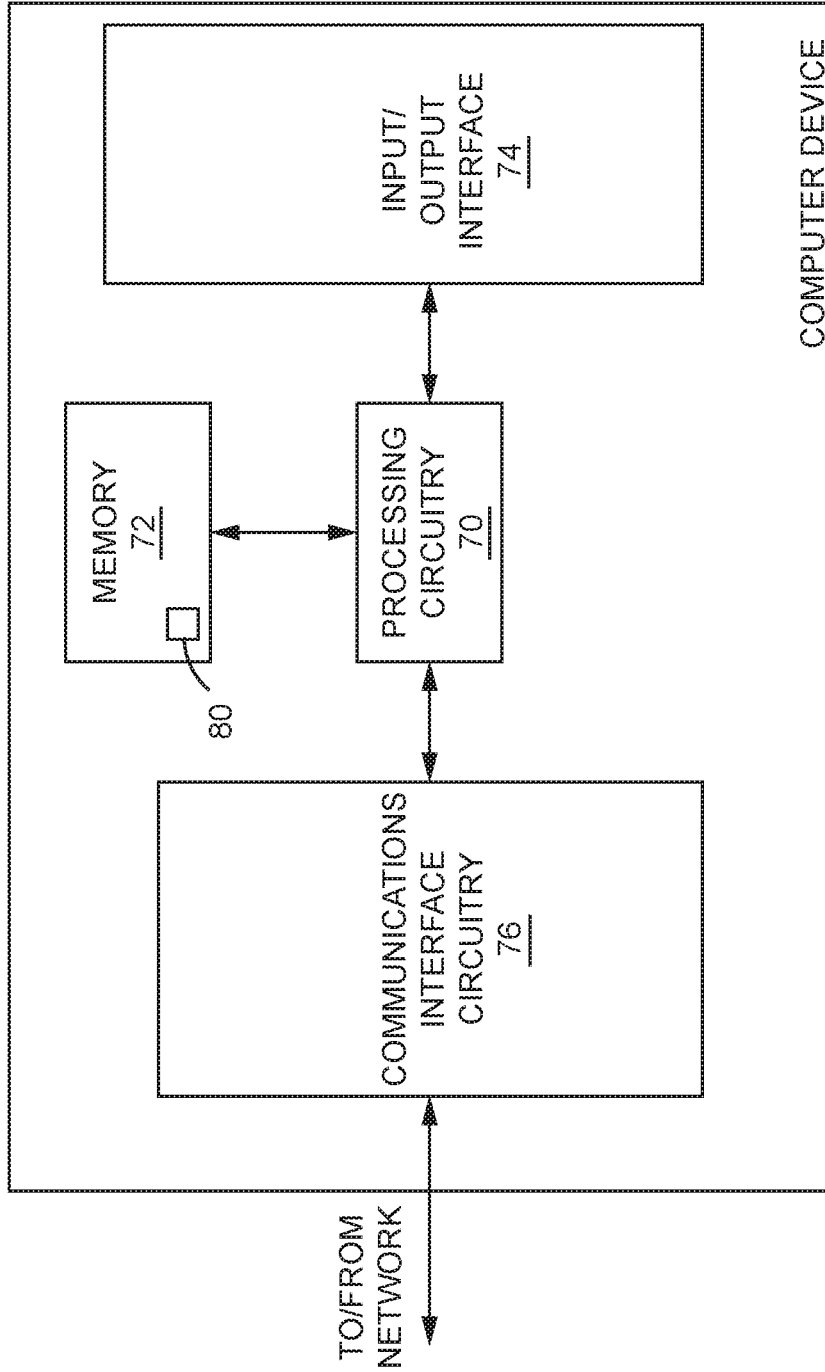 TO/FROM
NETWORK
COMMUNICATIONS
INTERFACE
CIRCUITRY
76
80
MEMORY
72
PROCESSING
CIRCUITRY
70
INPUT/
OUTPUT
INTERFACE
74
COMPUTER DEVICE